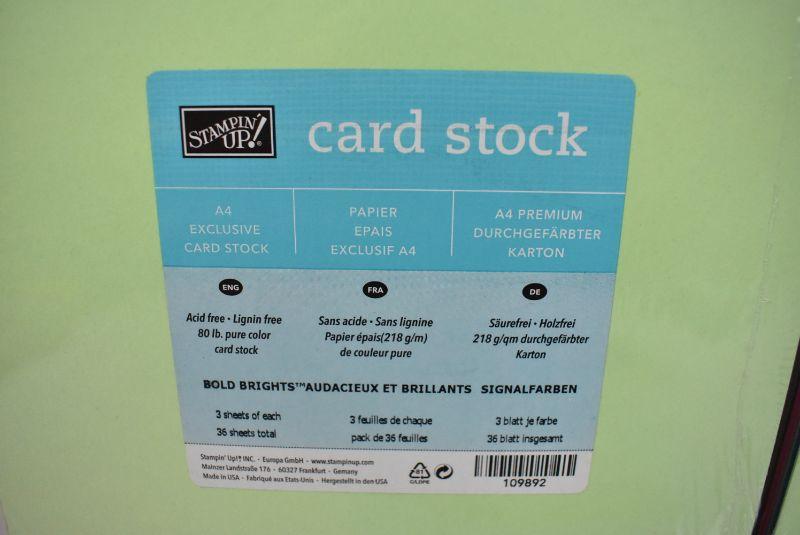 STAMPIN' UP!®
card stock
A4
EXCLUSIVE
CARD STOCK
PAPIER
EPAIS
EXCLUSIF A4
A4 PREMIUM
DURCHGEFÄRBTER
KARTON
ENG
Acid free • Lignin free
80 lb. pure color
card stock
FRA
Sans acide • Sans lignine
Papier épais(218 g/m)
de couleur pure
DE
Säurefrei • Holzfrei
218 g/qm durchgefärbter
Karton
BOLD BRIGHTS™AUDACIEUX ET BRILLANTS SIGNALFARBEN
3 sheets of each
36 sheets total
3 feuilles de chaque
pack de 36 feuilles
3 blatt je farbe
36 blatt insgesamt
Stampin' Up!® INC. • Europa GmbH • www.stampinup.com
Mainzer Landstraße 176 • 60327 Frankfurt • Germany
Made in USA • Fabriqué aux Etats-Unis • Hergestellt in den USA
81
C/LDPE
109892